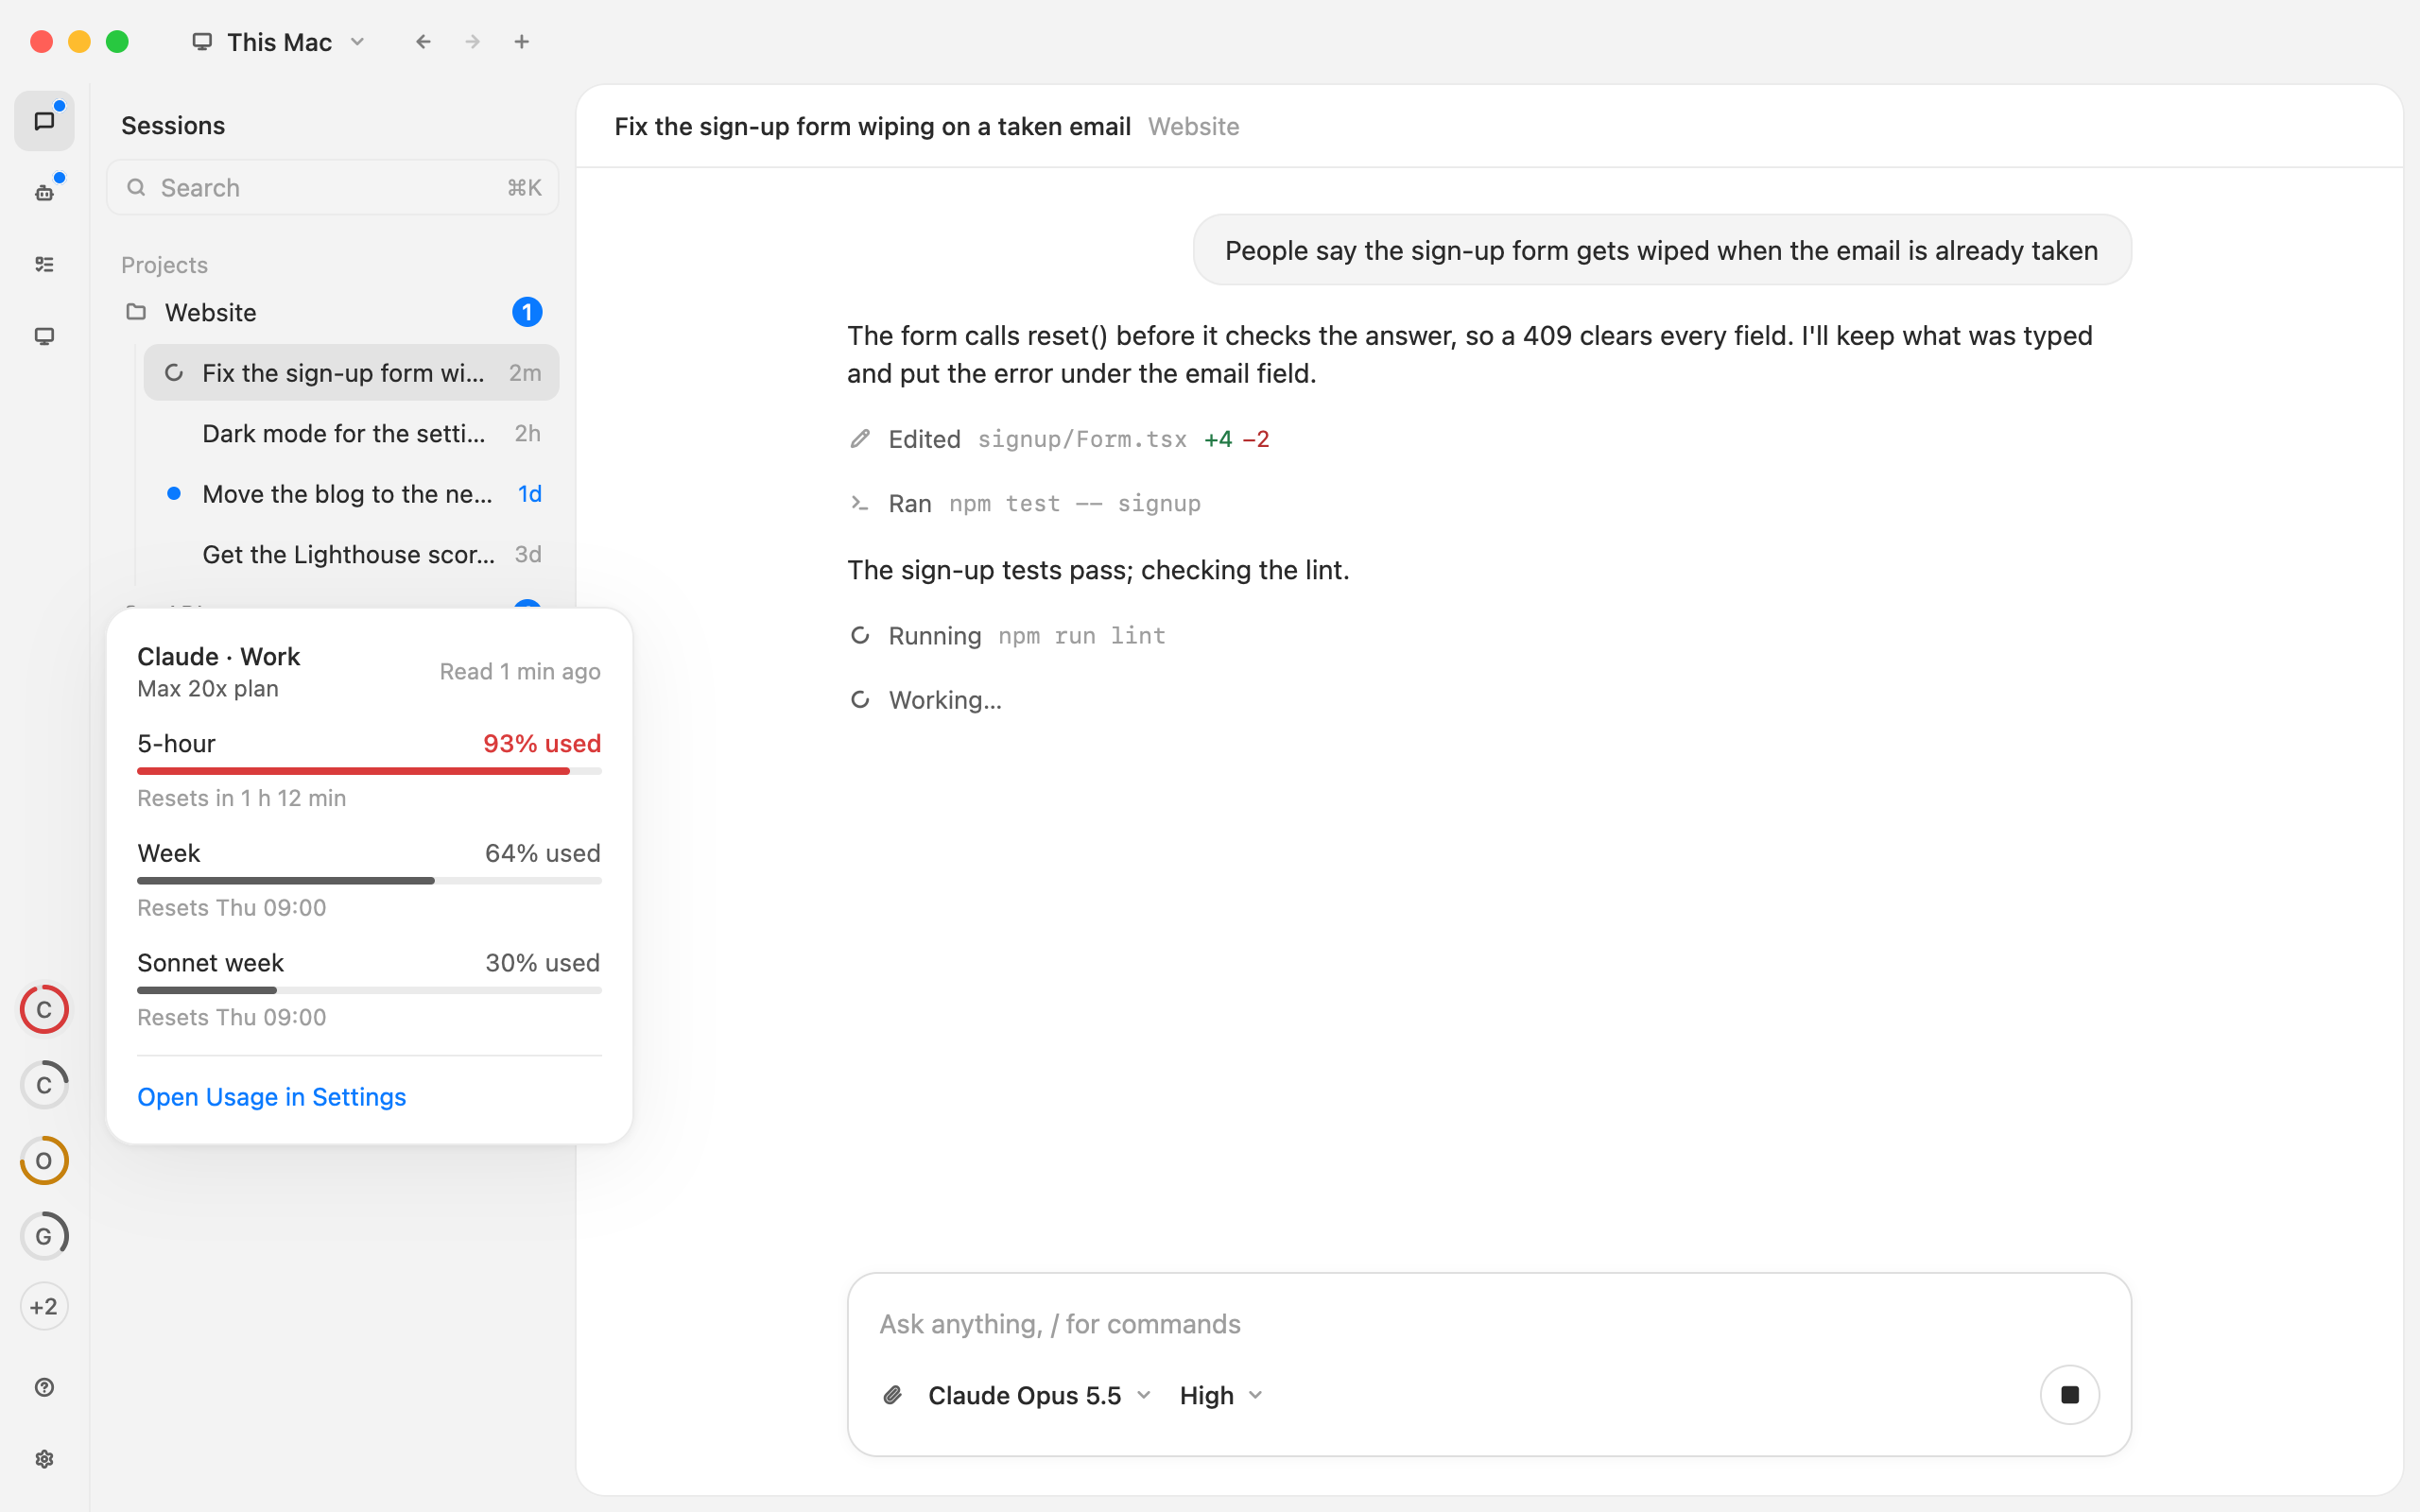 This Mac
Sessions
Search ⌘K
Projects
Website 1
Fix the sign-up form wi... 2m
Dark mode for the setti... 2h
Move the blog to the ne... 1d
Get the Lighthouse scor... 3d
Claude · Work
Max 20x plan
Read 1 min ago
5-hour 93% used
Resets in 1 h 12 min
Week 64% used
Resets Thu 09:00
Sonnet week 30% used
Resets Thu 09:00
Open Usage in Settings
C
C
O
G
+2
Fix the sign-up form wiping on a taken email Website
People say the sign-up form gets wiped when the email is already taken
The form calls reset() before it checks the answer, so a 409 clears every field. I'll keep what was typed
and put the error under the email field.
Edited signup/Form.tsx +4 −2
Ran npm test -- signup
The sign-up tests pass; checking the lint.
Running npm run lint
Working...
Ask anything, / for commands
Claude Opus 5.5 High